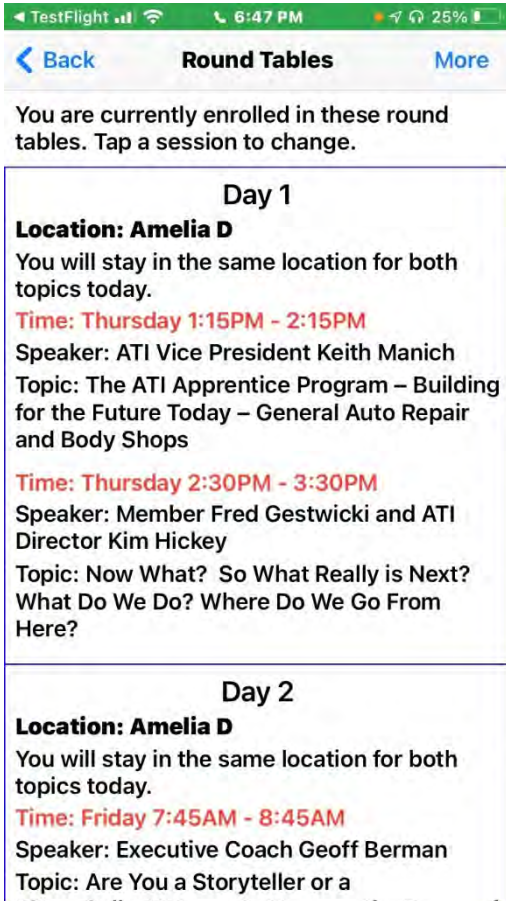 TestFlight 6:47 PM 25%
Back Round Tables More
You are currently enrolled in these round
tables. Tap a session to change.
Day 1
Location: Amelia D
You will stay in the same location for both
topics today.
Time: Thursday 1:15PM - 2:15PM
Speaker: ATI Vice President Keith Manich
Topic: The ATI Apprentice Program – Building
for the Future Today – General Auto Repair
and Body Shops
Time: Thursday 2:30PM - 3:30PM
Speaker: Member Fred Gestwicki and ATI
Director Kim Hickey
Topic: Now What?  So What Really is Next?
What Do We Do? Where Do We Go From
Here?
Day 2
Location: Amelia D
You will stay in the same location for both
topics today.
Time: Friday 7:45AM - 8:45AM
Speaker: Executive Coach Geoff Berman
Topic: Are You a Storyteller or a